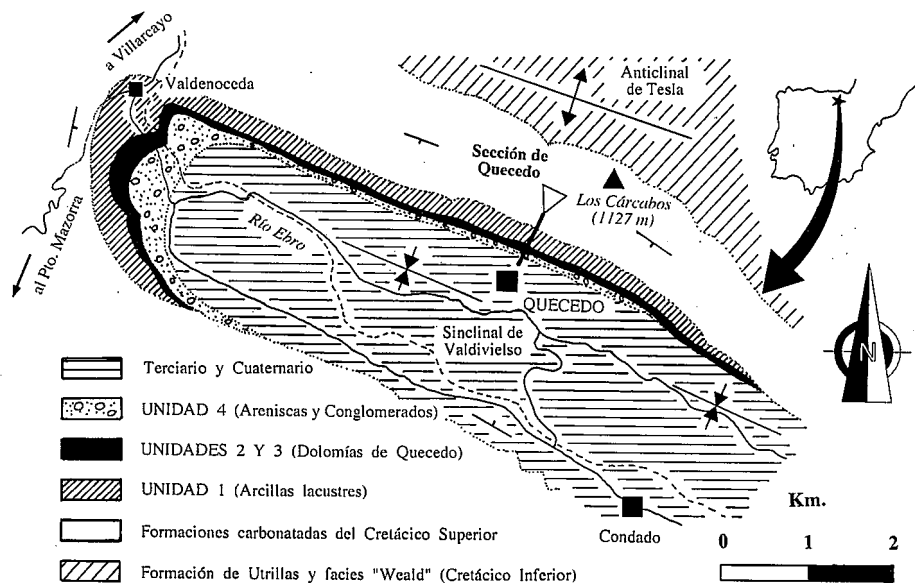 a Villarcayo
Valdenoceda
al Pto. Mazorra
Anticlinal
de Tesla
Sección de
Quecedo
Los Cárcabos
(1127 m)
Río Ebro
QUECEDO
Sinclinal de
Valdivielso
N
Terciario y Cuaternario
UNIDAD 4 (Areniscas y Conglomerados)
UNIDADES 2 Y 3 (Dolomías de Quecedo)
UNIDAD 1 (Arcillas lacustres)
Formaciones carbonatadas del Cretácico Superior
Formación de Utrillas y facies "Weald" (Cretácico Inferior)
Condado
Km.
0 1 2